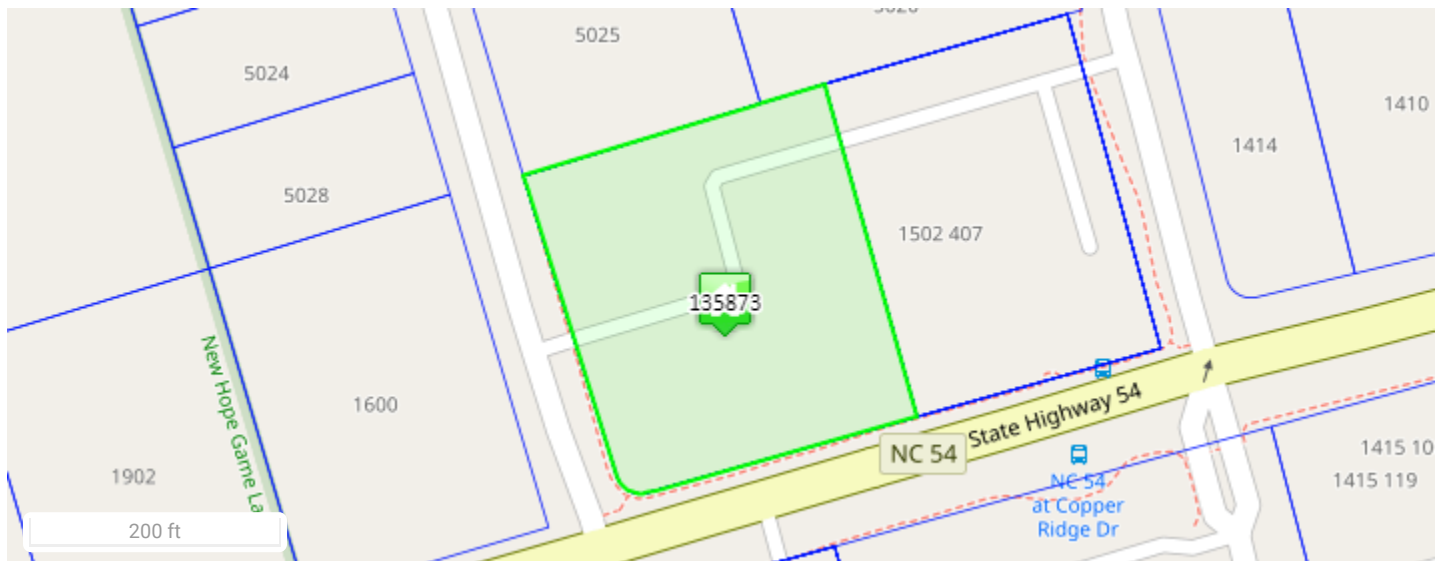 5025
5024
1410
1414
5028
1502 407
135873
New Hope Game La
1600
State Highway 54
NC 54
1415 10
1902
1415 119
NC 54
at Copper
Ridge Dr
200 ft